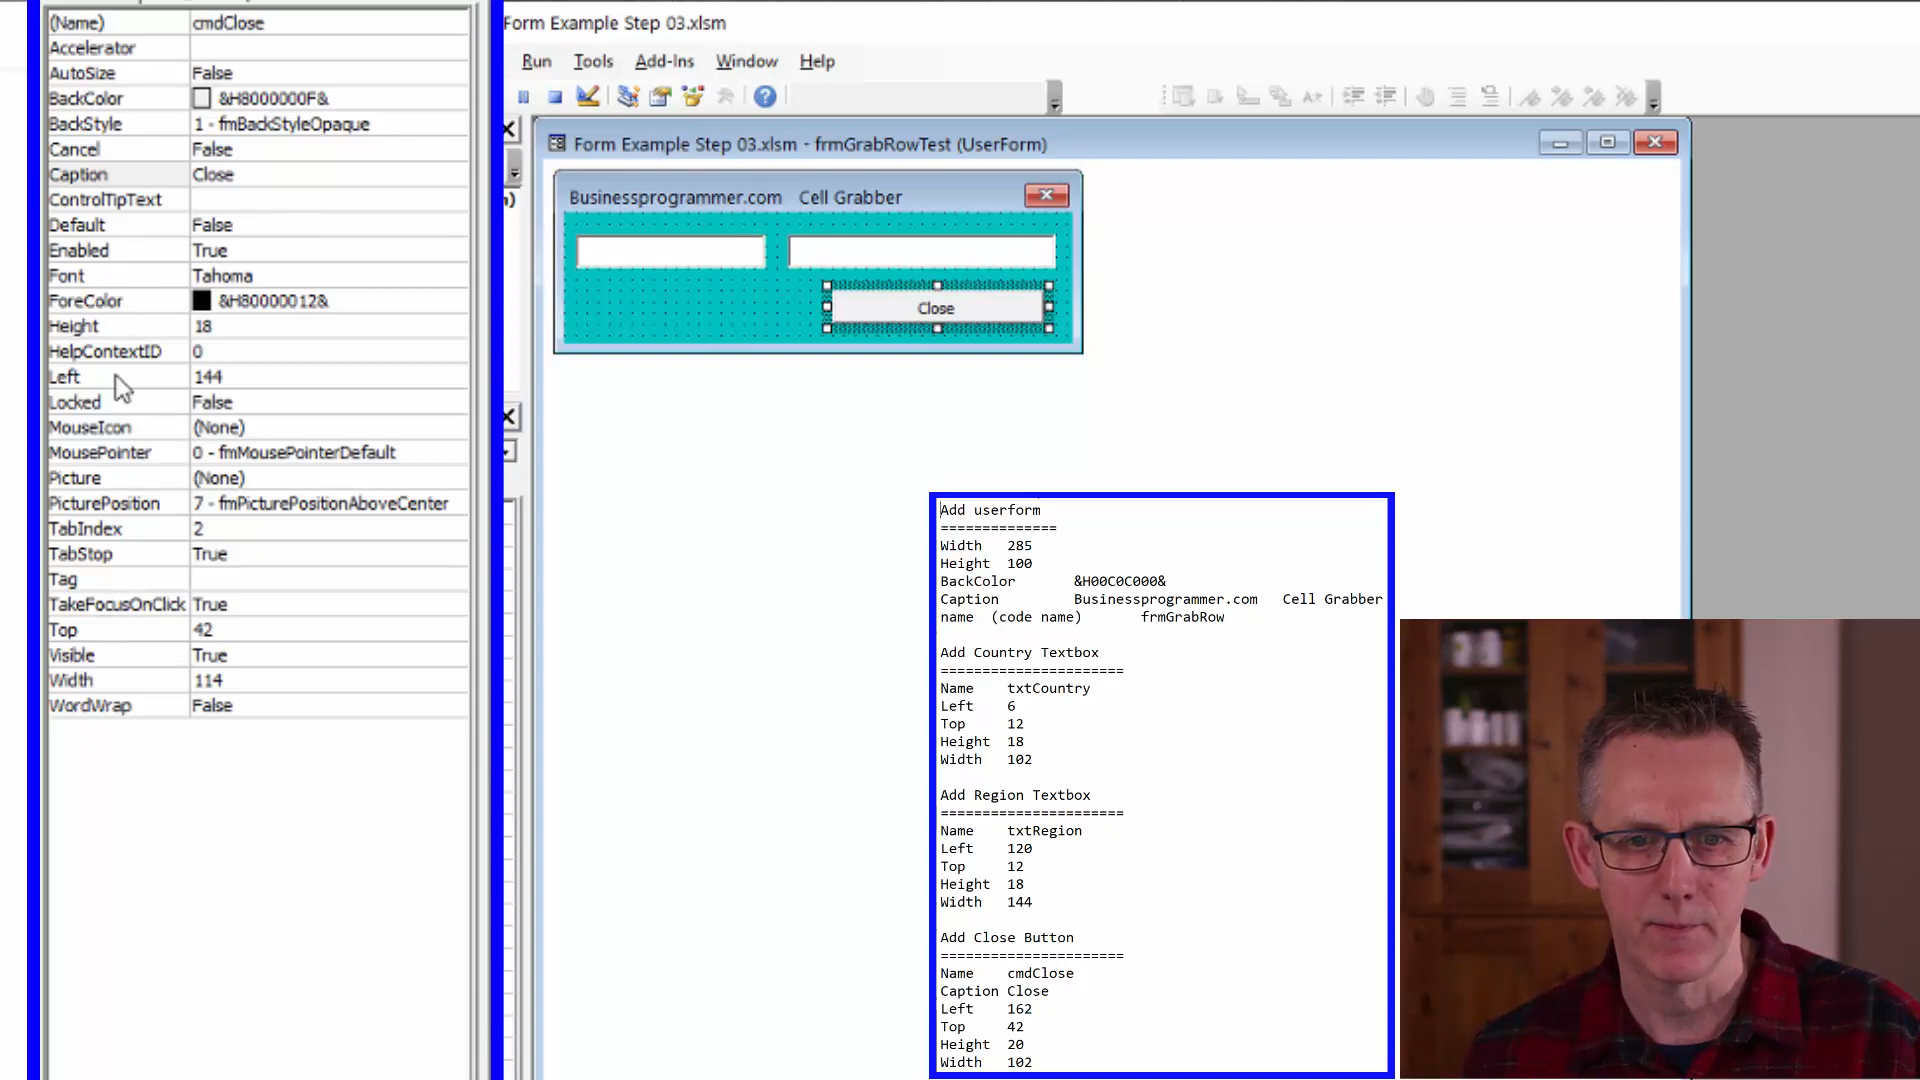 (Name) cmdClose
Accelerator
AutoSize False
BackColor &H8000000F&
BackStyle 1 - fmBackStyleOpaque
Cancel False
Caption Close
ControlTipText
Default False
Enabled True
Font Tahoma
ForeColor &H80000012&
Height 18
HelpContextID 0
Left 144
Locked False
MouseIcon (None)
MousePointer 0 - fmMousePointerDefault
Picture (None)
PicturePosition 7 - fmPicturePositionAboveCenter
TabIndex 2
TabStop True
Tag
TakeFocusOnClick True
Top 42
Visible True
Width 114
WordWrap False
Form Example Step 03.xlsm
Run Tools Add-Ins Window Help
Form Example Step 03.xlsm - frmGrabRowTest (UserForm)
Businessprogrammer.com Cell Grabber
Close
Add userform
==============
Width 285
Height 100
BackColor &H00C0C000&
Caption Businessprogrammer.com Cell Grabber
name (code name) frmGrabRow
Add Country Textbox
======================
Name txtCountry
Left 6
Top 12
Height 18
Width 102
Add Region Textbox
======================
Name txtRegion
Left 120
Top 12
Height 18
Width 144
Add Close Button
======================
Name cmdClose
Caption Close
Left 162
Top 42
Height 20
Width 102